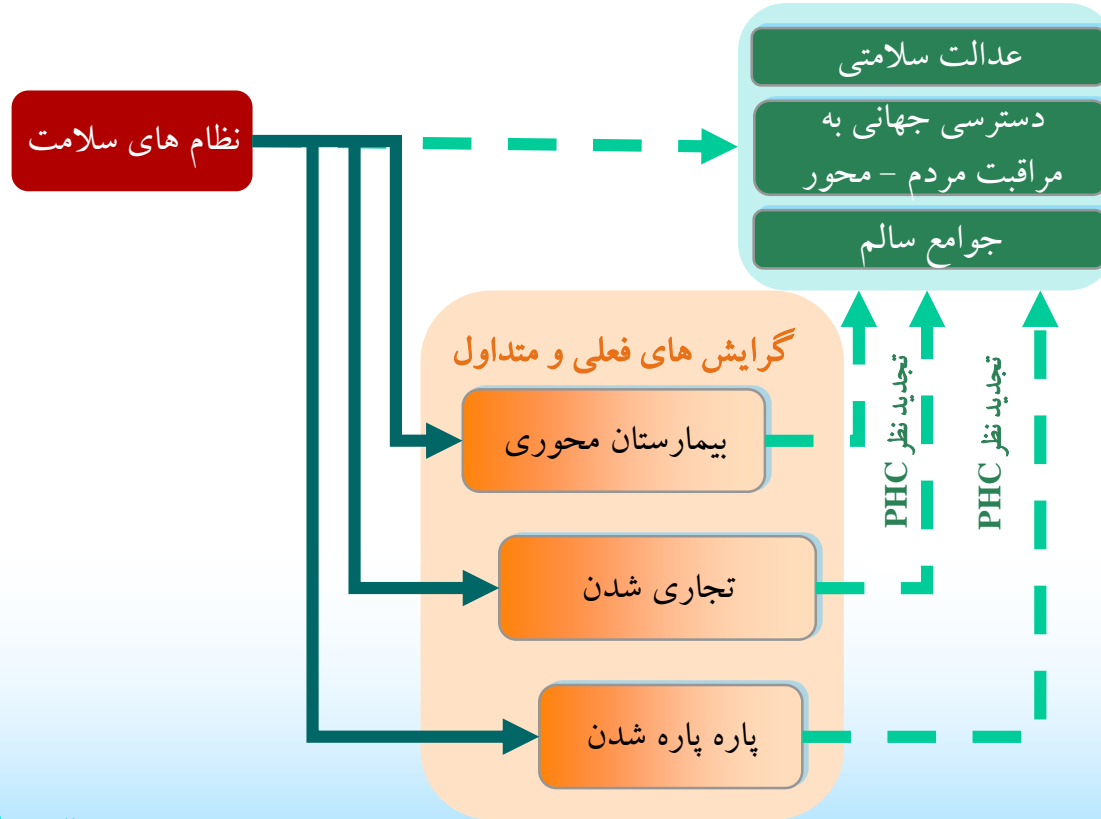 عدالت سلامتی
نظام های سلامت
دسترسی جهانی به
مراقبت مردم – محور
جوامع سالم
گرایش های فعلی و متداول
تجدید نظر PHC
تجدید نظر PHC
بیمارستان محوری
تجاری شدن
پاره پاره شدن